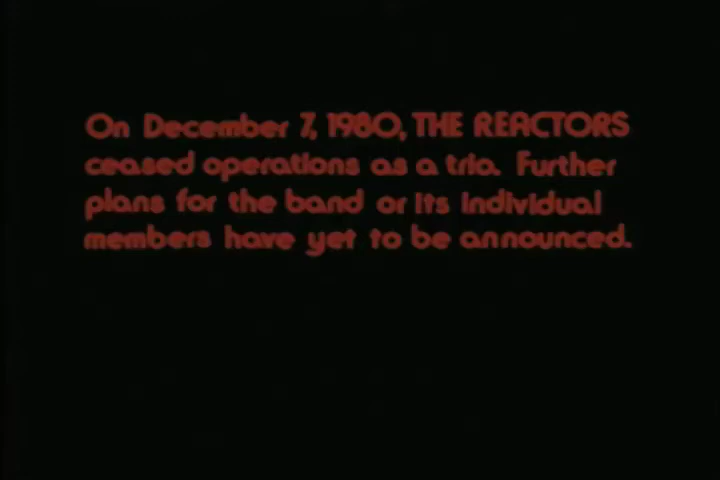 On December 7, 1980, THE REACTORS
ceased operations as a trio. Further
plans for the band or its individual
members have yet to be announced.